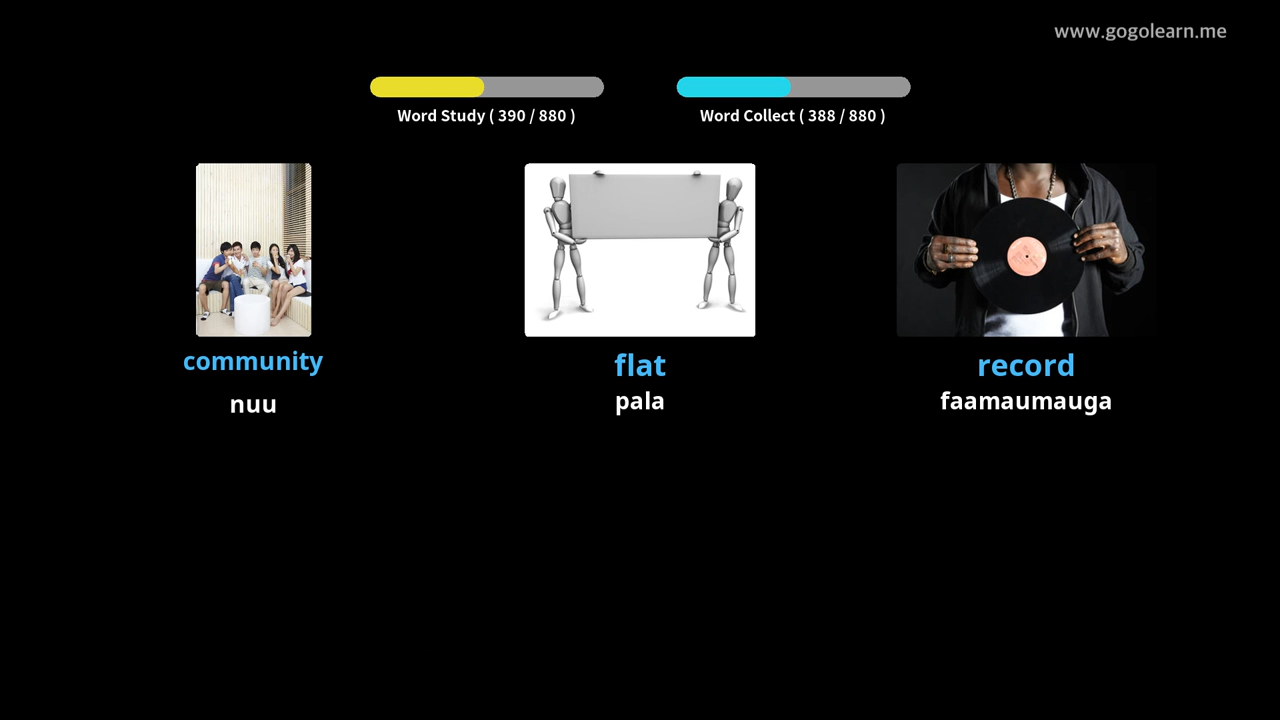 www.gogolearn.me
Word Study ( 390 / 880 )
Word Collect ( 388 / 880 )
community
nuu
flat
pala
record
faamaumauga